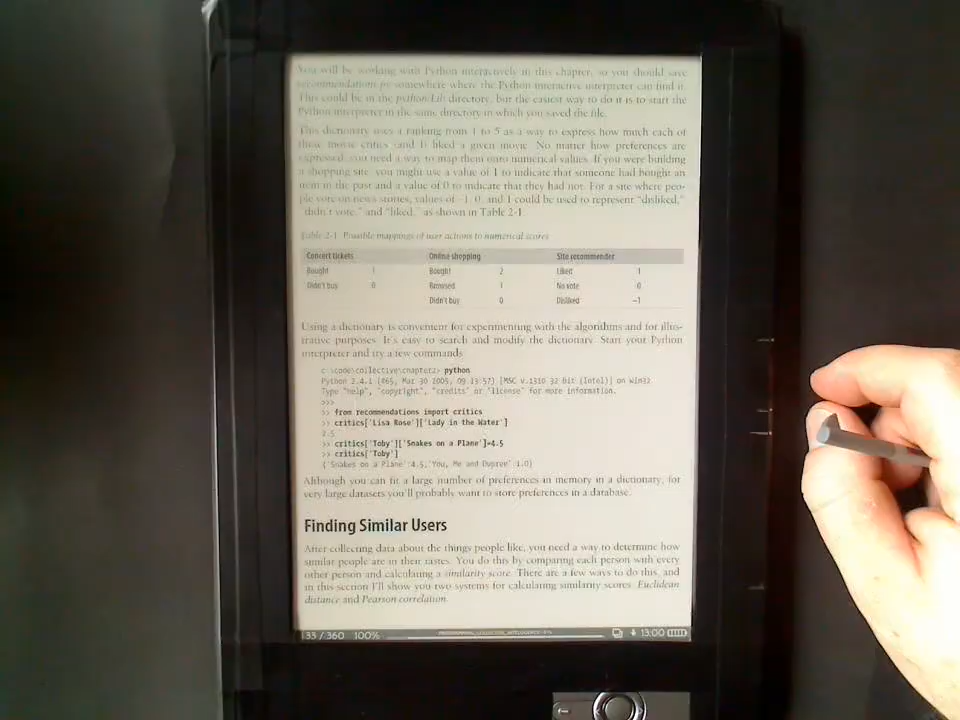 You will be working with Python interactively in this chapter, so you should save
recommendations.py somewhere where the Python interactive interpreter can find it.
This could be in the python/Lib directory, but the easiest way to do it is to start the
Python interpreter in the same directory in which you saved the file.
This dictionary uses a ranking from 1 to 5 as a way to express how much each of
these movie critics (and I) liked a given movie. No matter how preferences are
expressed, you need a way to map them onto numerical values. If you were building
a shopping site, you might use a value of 1 to indicate that someone had bought an
item in the past and a value of 0 to indicate that they had not. For a site where peo-
ple vote on news stories, values of –1, 0, and 1 could be used to represent “disliked,”
“didn't vote,” and “liked,” as shown in Table 2-1
Table 2-1 Possible mappings of user actions to numerical scores
Concert tickets Online shopping Site recommender
Bought 1 Bought 2 Liked 1
Didn't buy 0 Browsed 1 No vote 0
Didn't buy 0 Disliked –1
Using a dictionary is convenient for experimenting with the algorithms and for illus-
trative purposes. It's easy to search and modify the dictionary. Start your Python
interpreter and try a few commands
c:\code\collective\chapter2> python
Python 2.4.1 (#65, Mar 30 2005, 09:13:57) [MSC v.1310 32 bit (Intel)] on win32
Type "help", "copyright", "credits" or "license" for more information.
>>>
>> from recommendations import critics
>> critics['Lisa Rose']['Lady in the Water']
2.5
>> critics['Toby']['Snakes on a Plane']=4.5
>> critics['Toby']
{'Snakes on a Plane':4.5,'You, Me and Dupree':1.0}
Although you can fit a large number of preferences in memory in a dictionary, for
very large datasets you'll probably want to store preferences in a database.
Finding Similar Users
After collecting data about the things people like, you need a way to determine how
similar people are in their tastes. You do this by comparing each person with every
other person and calculating a similarity score. There are a few ways to do this, and
in this section I'll show you two systems for calculating similarity scores: Euclidean
distance and Pearson correlation.
33 / 360 100% 13:00